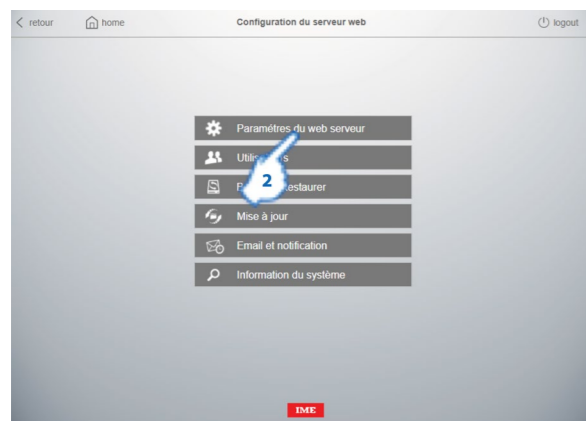 retour home Configuration du serveur web logout
Paramétres du web serveur
2
Mise à jour
Email et notification
Information du système
IME